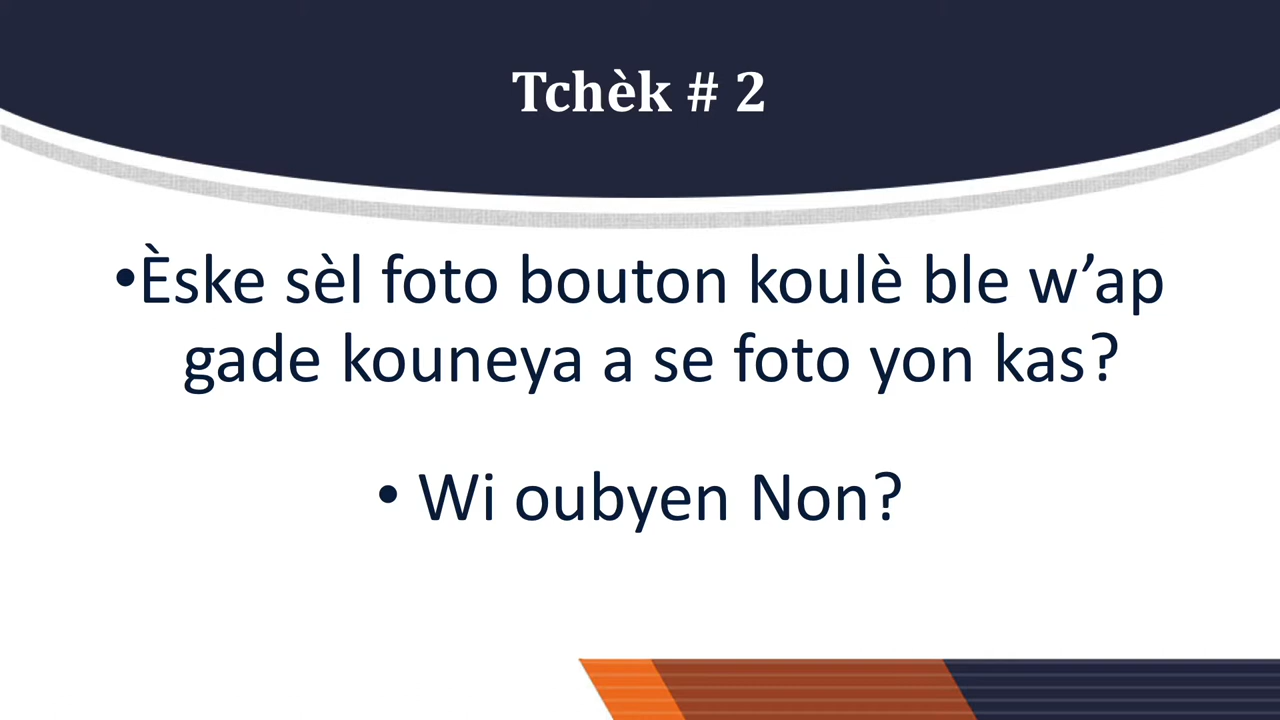 Tchèk # 2
•Èske sèl foto bouton koulè ble w’ap
gade kouneya a se foto yon kas?
• Wi oubyen Non?